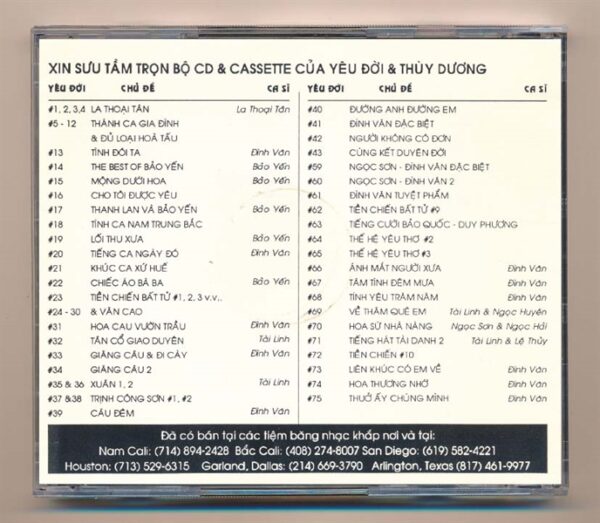 XIN SƯU TẦM TRỌN BỘ CD & CASSETTE CỦA YÊU ĐỜI & THÙY DƯƠNG
YÊU ĐỜI CHỦ ĐỀ CA SĨ
#1, 2, 3,4 LA THOẠI TÂN La Thoại Tân
#5 - 12 THÁNH CA GIA ĐÌNH
& ĐỦ LOẠI HOÀ TẤU
#13 TÌNH ĐÔI TA Đình Văn
#14 THE BEST OF BẢO YẾN Bảo Yến
#15 MỘNG DƯỚI HOA Bảo Yến
#16 CHO TÔI ĐƯỢC YÊU Bảo Yến
#17 THANH LAN VÀ BẢO YẾN Bảo Yến
#18 TÌNH CA NAM TRUNG BẮC
#19 LỐI THU XƯA Bảo Yến
#20 TIẾNG CA NGÀY ĐÓ Đình Văn
#21 KHÚC CA XỨ HUẾ
#22 CHIẾC ÁO BÀ BA Bảo Yến
#23 TIỀN CHIẾN BẤT TỬ #1, 2, 3 v.v..
#24 - 30 & VĂN CAO
#31 HOA CAU VƯỜN TRẦU Đình Văn
#32 TÂN CỔ GIAO DUYÊN Tài Linh
#33 GIĂNG CÂU & ĐI CÀY Đình Văn
#34 GIĂNG CÂU 2
#35 & 36 XUÂN 1, 2 Tài Linh
#37 &38 TRỊNH CÔNG SƠN #1, #2
#39 CÂU ĐÊM Đình Văn
YÊU ĐỜI CHỦ ĐỀ CA SĨ
#40 ĐƯỜNG ANH ĐƯỜNG EM
#41 ĐÌNH VĂN ĐẶC BIỆT
#42 NGƯỜI KHÔNG CÔ ĐƠN
#43 CÙNG KẾT DUYÊN ĐỜI
#59 NGỌC SƠN - ĐÌNH VĂN ĐẶC BIỆT
#60 NGỌC SƠN - ĐÌNH VĂN 2
#61 ĐÌNH VĂN TUYỆT PHẨM
#62 TIỀN CHIẾN BẤT TỬ #9
#63 TIẾNG CƯỜI BẢO QUỐC - DUY PHƯƠNG
#64 THẾ HỆ YÊU THƠ #2
#65 THẾ HỆ YÊU THƠ #3
#66 ÁNH MẮT NGƯỜI XƯA Đình Văn
#67 TÂM TÌNH ĐÊM MƯA Đình Văn
#68 TÌNH YÊU TRĂM NĂM Đình Văn
#69 VỀ THĂM QUÊ EM Tài Linh & Ngọc Huyền
#70 HOA SỨ NHÀ NÀNG Ngọc Sơn & Ngọc Hải
#71 TIẾNG HÁT TÀI DANH 2 Tài Linh & Lệ Thủy
#72 TIỀN CHIẾN #10
#73 LIÊN KHÚC CÓ EM VỀ Đình Văn
#74 HOA THƯƠNG NHỚ Đình Văn
#75 THUỞ ẤY CHÚNG MÌNH Đình Văn
Đã có bán tại các tiệm băng nhạc khắp nơi và tại:
Nam Cali: (714) 894-2428 Bắc Cali: (408) 274-8007 San Diego: (619) 582-4221
Houston: (713) 529-6315 Garland, Dallas: (214) 669-3790 Arlington, Texas (817) 461-9977